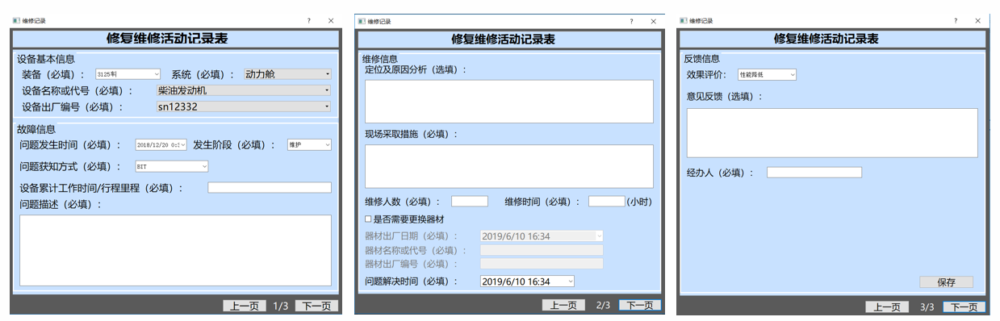 维修记录
?
修复维修活动记录表
设备基本信息
装备（必填）： 3125车 系统（必填）： 动力舱
设备名称或代号（必填）： 柴油发动机
设备出厂编号（必填）： sn12332
故障信息
问题发生时间（必填）： 2018/12/20 0:3 发生阶段（必填）： 维护
问题获知方式（必填）： BIT
设备累计工作时间/行程里程（必填）：
问题描述（必填）：
上一页 1/3 下一页
维修记录
?
修复维修活动记录表
维修信息
定位及原因分析（选填）：
现场采取措施（必填）：
维修人数（必填）： 维修时间（必填）： (小时)
是否需要更换器材
器材出厂日期（必填）： 2019/6/10 16:34
器材名称或代号（必填）：
器材出厂编号（必填）：
问题解决时间（必填）： 2019/6/10 16:34
上一页 2/3 下一页
维修记录
?
修复维修活动记录表
反馈信息
效果评价： 性能降低
意见反馈（选填）：
经办人（必填）：
保存
上一页 3/3 下一页